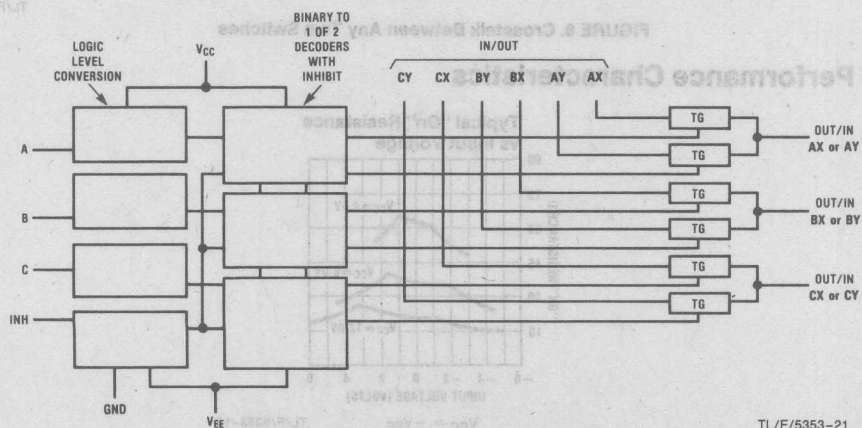 FIGURE 8. Crosstalk Between Any Two Switches
Performance Characteristics
Typical "On" Resistance
vs Input Voltage
INPUT VOLTAGE (VOLTS)
VCC = -VEE
LOGIC
LEVEL
CONVERSION
VCC
BINARY TO
1 OF 2
DECODERS
WITH
INHIBIT
IN/OUT
CY CX BY BX AY AX
A
B
C
INH
GND
VEE
TG
TG
TG
TG
TG
TG
OUT/IN
AX or AY
OUT/IN
BX or BY
OUT/IN
CX or CY
TL/F/5353-21